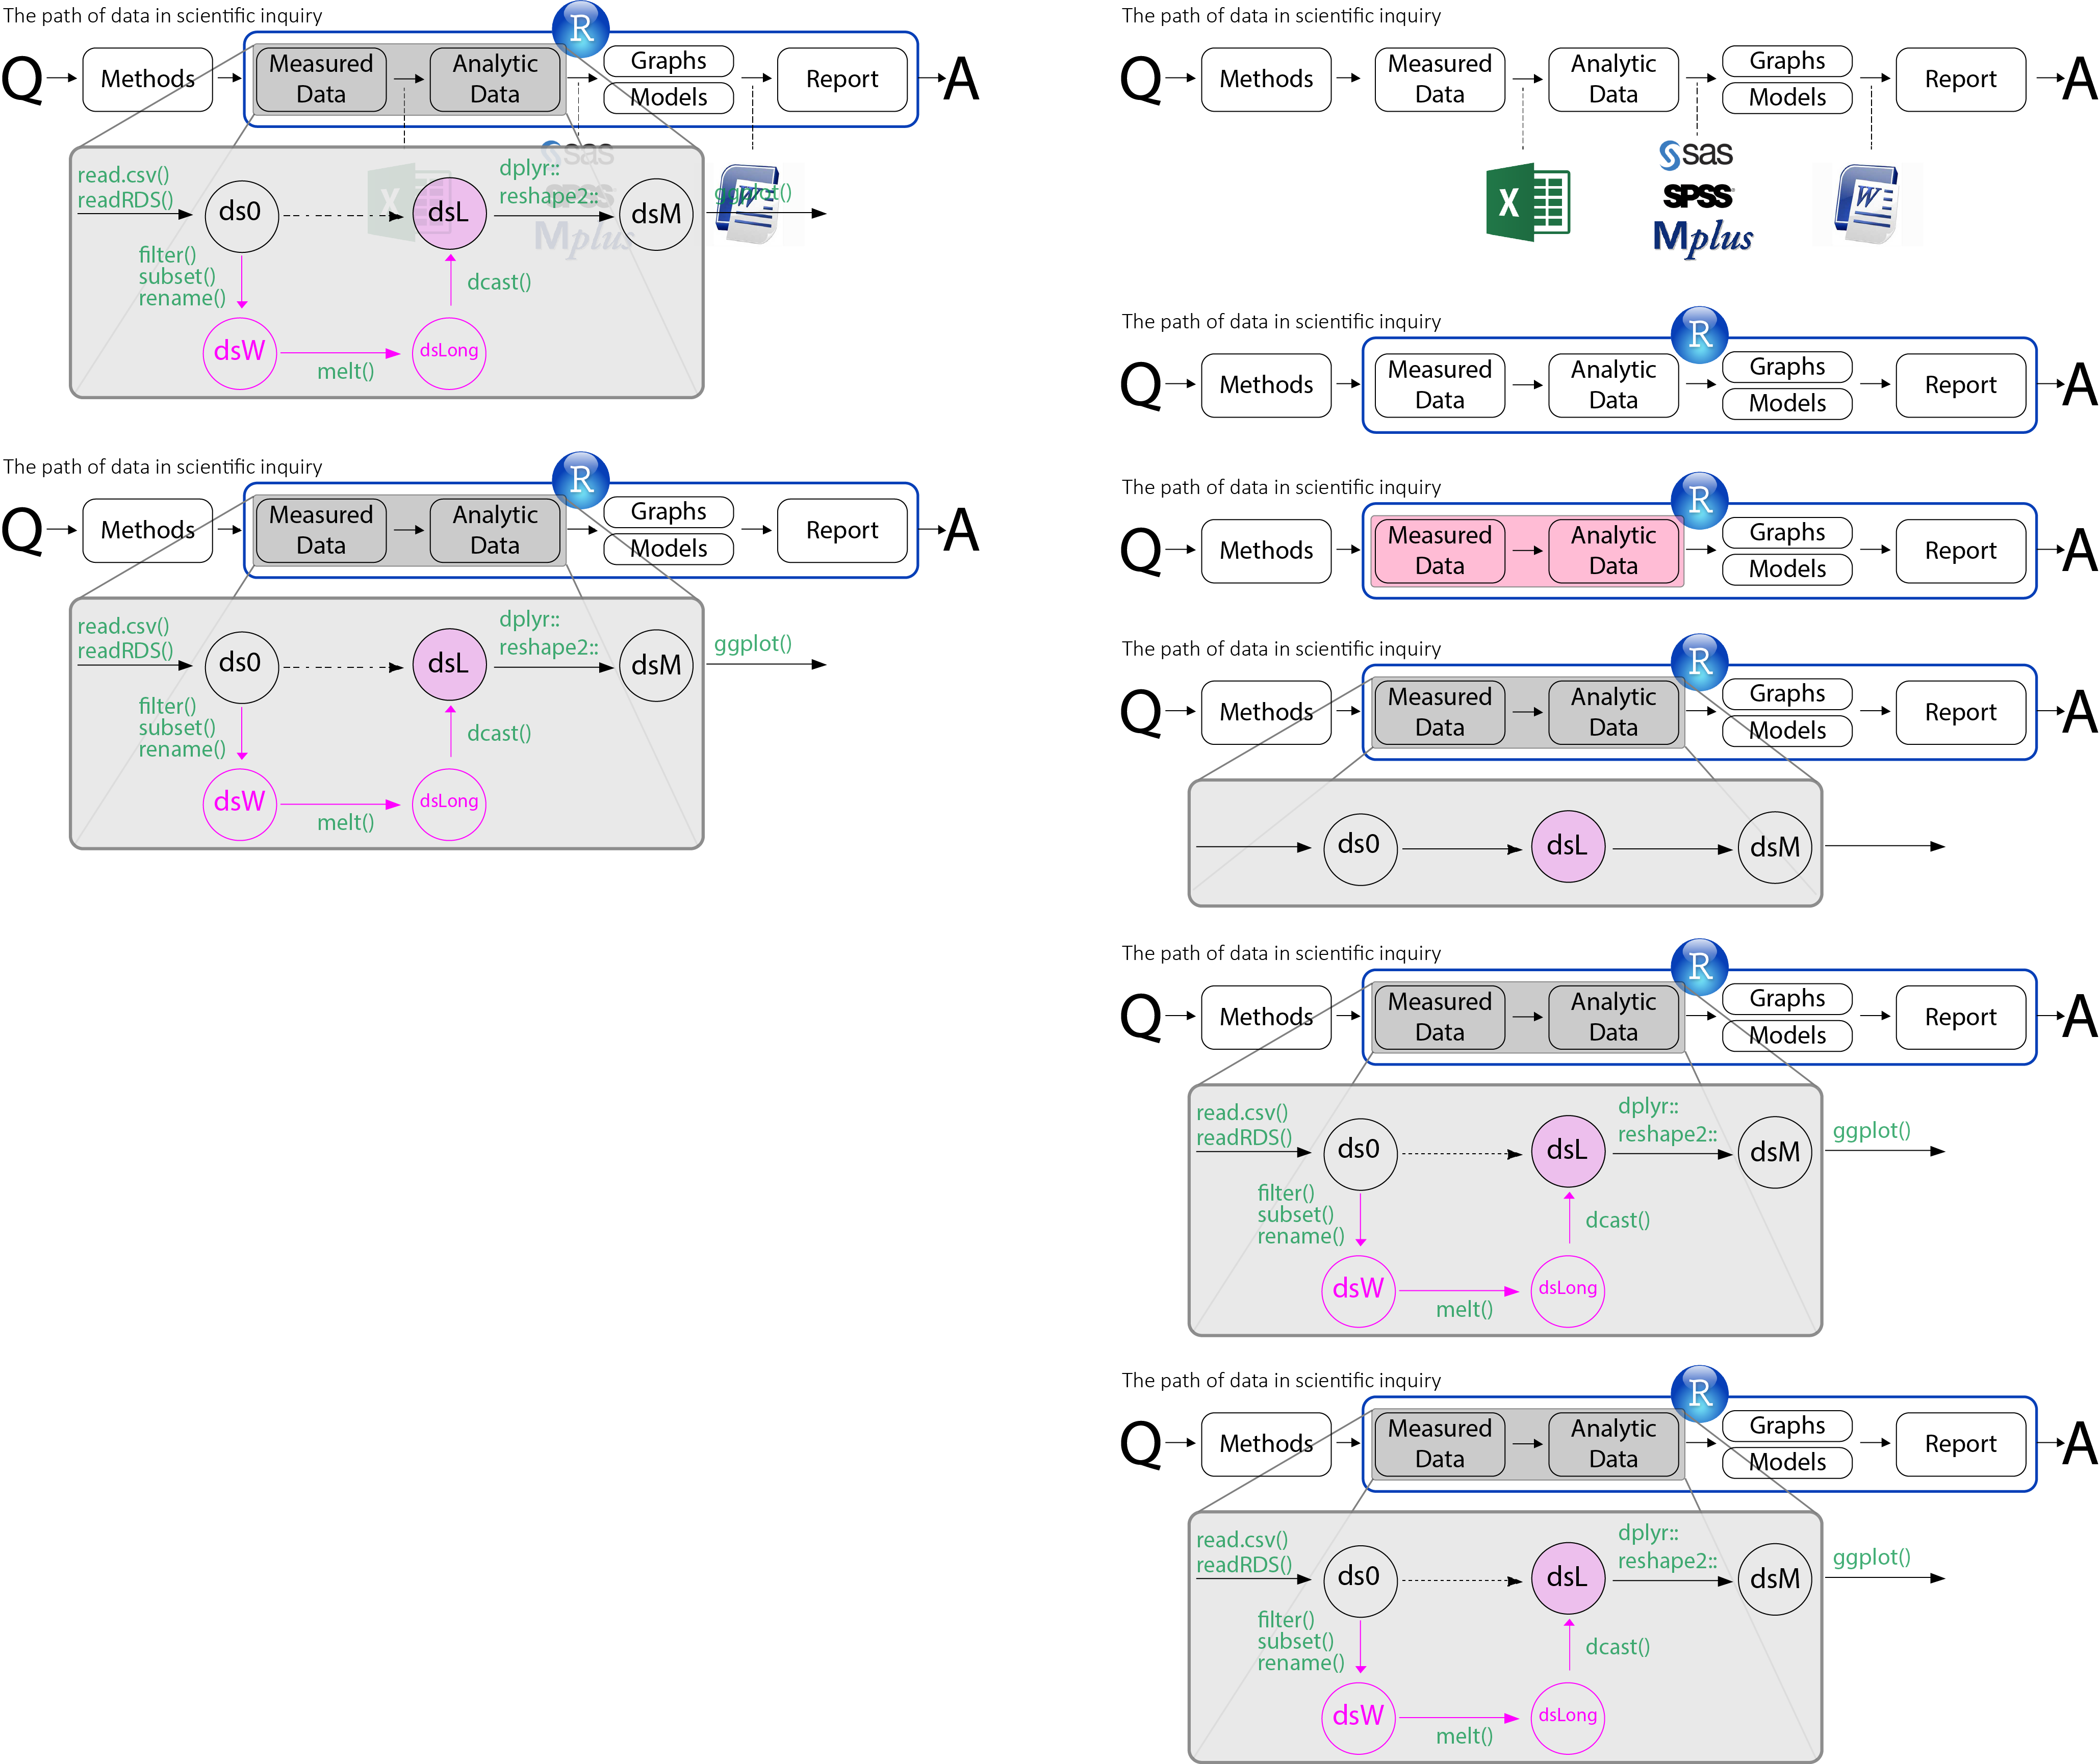 The path of data in scientific inquiry
R
Q
Methods
Measured
Data
Analytic
Data
Graphs
Models
Report
A
read.csv()
readRDS()
ds0
X
dsL
dplyr::
reshape2::
sas
SPSS
Mplus
dsM
ggplot()
W
filter()
subset()
rename()
dcast()
dsW
melt()
dsLong
The path of data in scientific inquiry
R
Q
Methods
Measured
Data
Analytic
Data
Graphs
Models
Report
A
read.csv()
readRDS()
ds0
dsL
dplyr::
reshape2::
dsM
ggplot()
filter()
subset()
rename()
dcast()
dsW
melt()
dsLong
The path of data in scientific inquiry
Q
Methods
Measured
Data
Analytic
Data
Graphs
Models
Report
A
X
sas
SPSS
Mplus
W
The path of data in scientific inquiry
R
Q
Methods
Measured
Data
Analytic
Data
Graphs
Models
Report
A
The path of data in scientific inquiry
R
Q
Methods
Measured
Data
Analytic
Data
Graphs
Models
Report
A
The path of data in scientific inquiry
R
Q
Methods
Measured
Data
Analytic
Data
Graphs
Models
Report
A
ds0
dsL
dsM
The path of data in scientific inquiry
R
Q
Methods
Measured
Data
Analytic
Data
Graphs
Models
Report
A
read.csv()
readRDS()
ds0
dsL
dplyr::
reshape2::
dsM
ggplot()
filter()
subset()
rename()
dcast()
dsW
melt()
dsLong
The path of data in scientific inquiry
R
Q
Methods
Measured
Data
Analytic
Data
Graphs
Models
Report
A
read.csv()
readRDS()
ds0
dsL
dplyr::
reshape2::
dsM
ggplot()
filter()
subset()
rename()
dcast()
dsW
melt()
dsLong